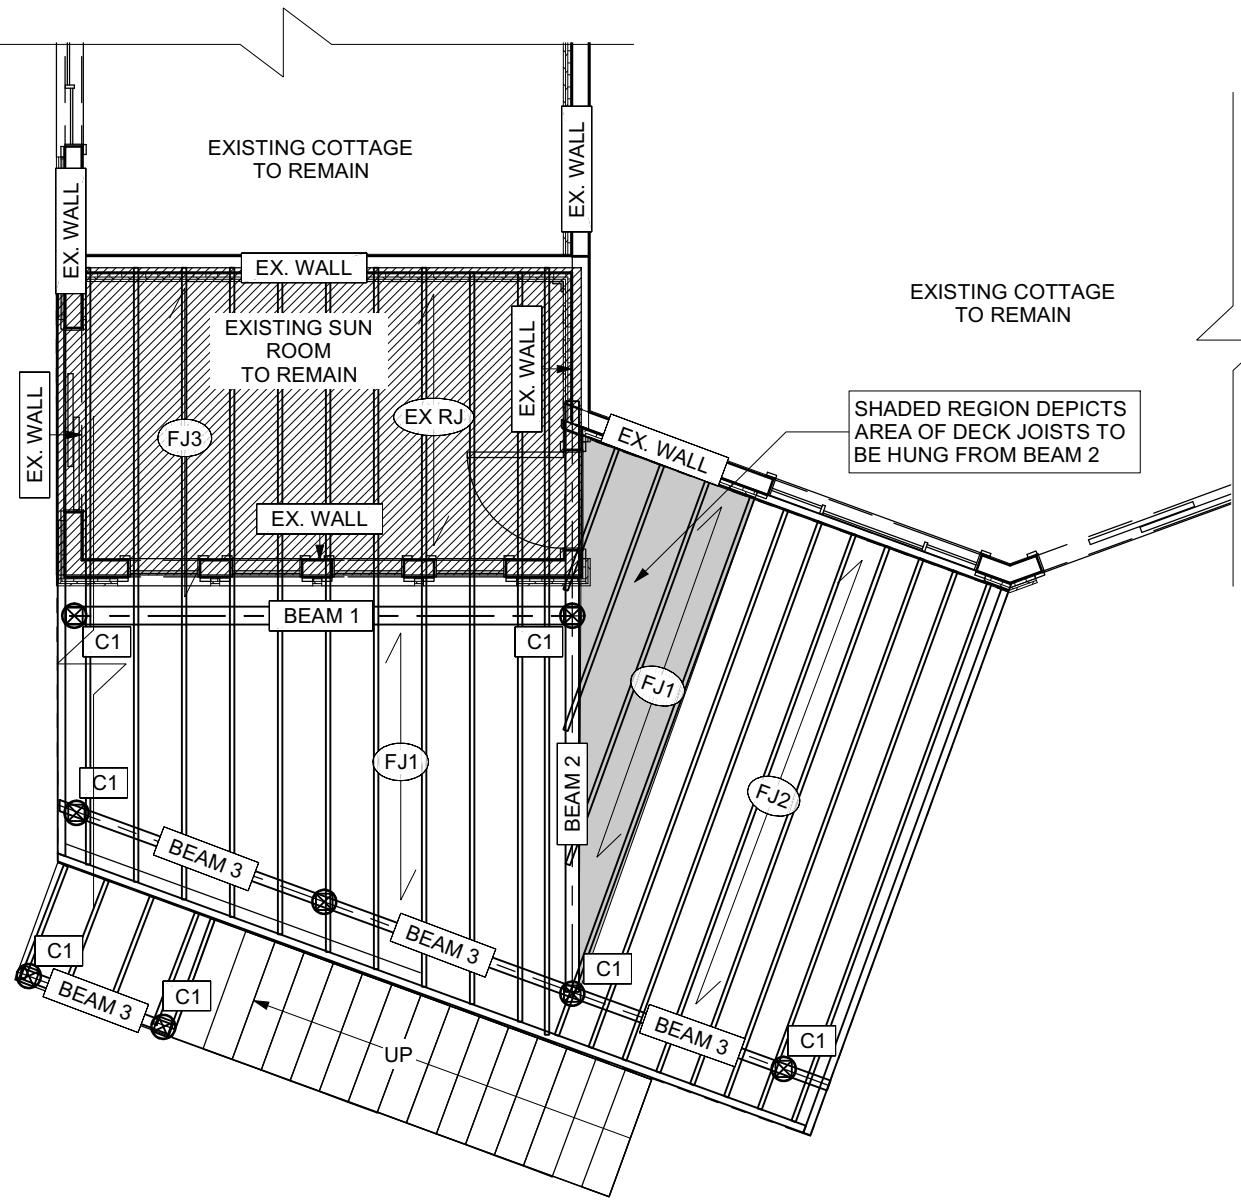 EXISTING COTTAGE
TO REMAIN
EX. WALL
EX. WALL
EX. WALL
EXISTING SUN
ROOM
TO REMAIN
EX. WALL
EX. WALL
FJ3
EX RJ
EX. WALL
EX. WALL
EXISTING COTTAGE
TO REMAIN
SHADED REGION DEPICTS
AREA OF DECK JOISTS TO
BE HUNG FROM BEAM 2
BEAM 1
C1
C1
FJ1
FJ1
C1
BEAM 2
FJ2
BEAM 3
BEAM 3
C1
C1
BEAM 3
C1
BEAM 3
C1
UP